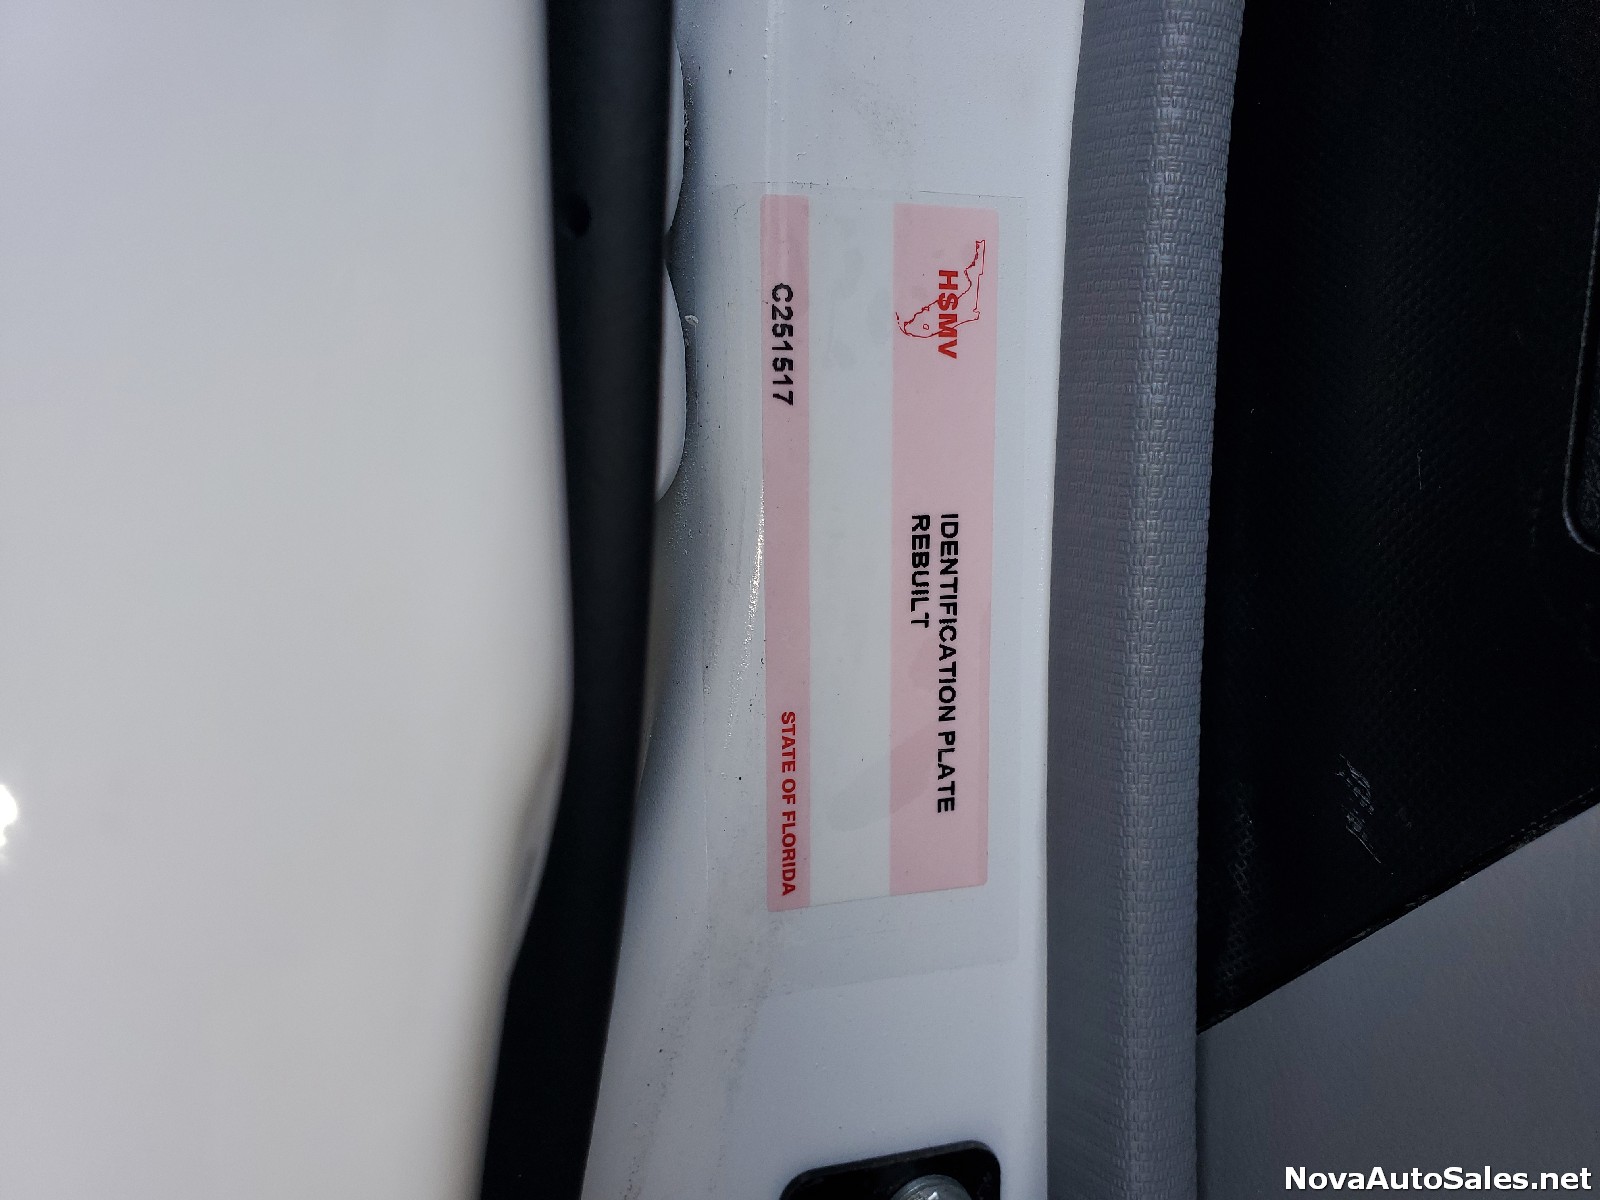 HSMV
IDENTIFICATION PLATE
REBUILT
C251517
STATE OF FLORIDA
NovaAutoSales.net